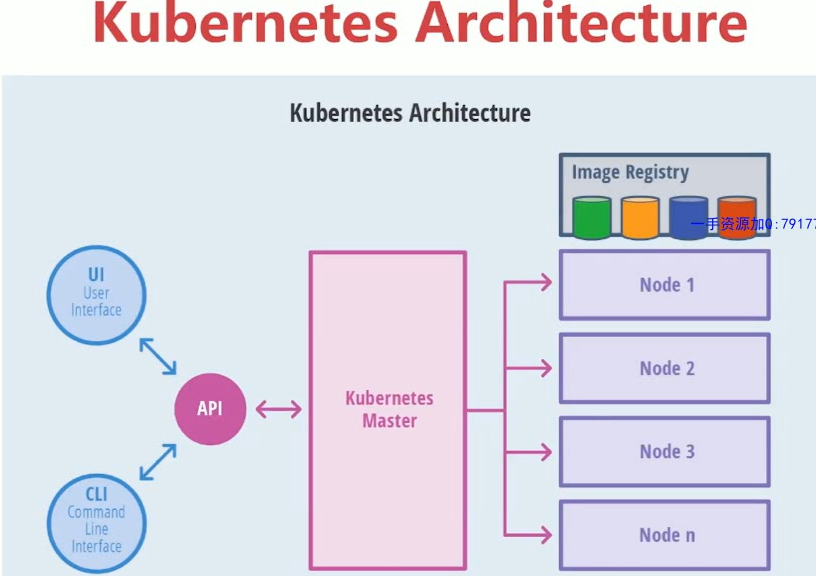 Kubernetes Architecture
Kubernetes Architecture
Image Registry
一手资源加Q:79177
UI
User
Interface
Node 1
Node 2
API
Kubernetes
Master
Node 3
CLI
Command
Line
Interface
Node n